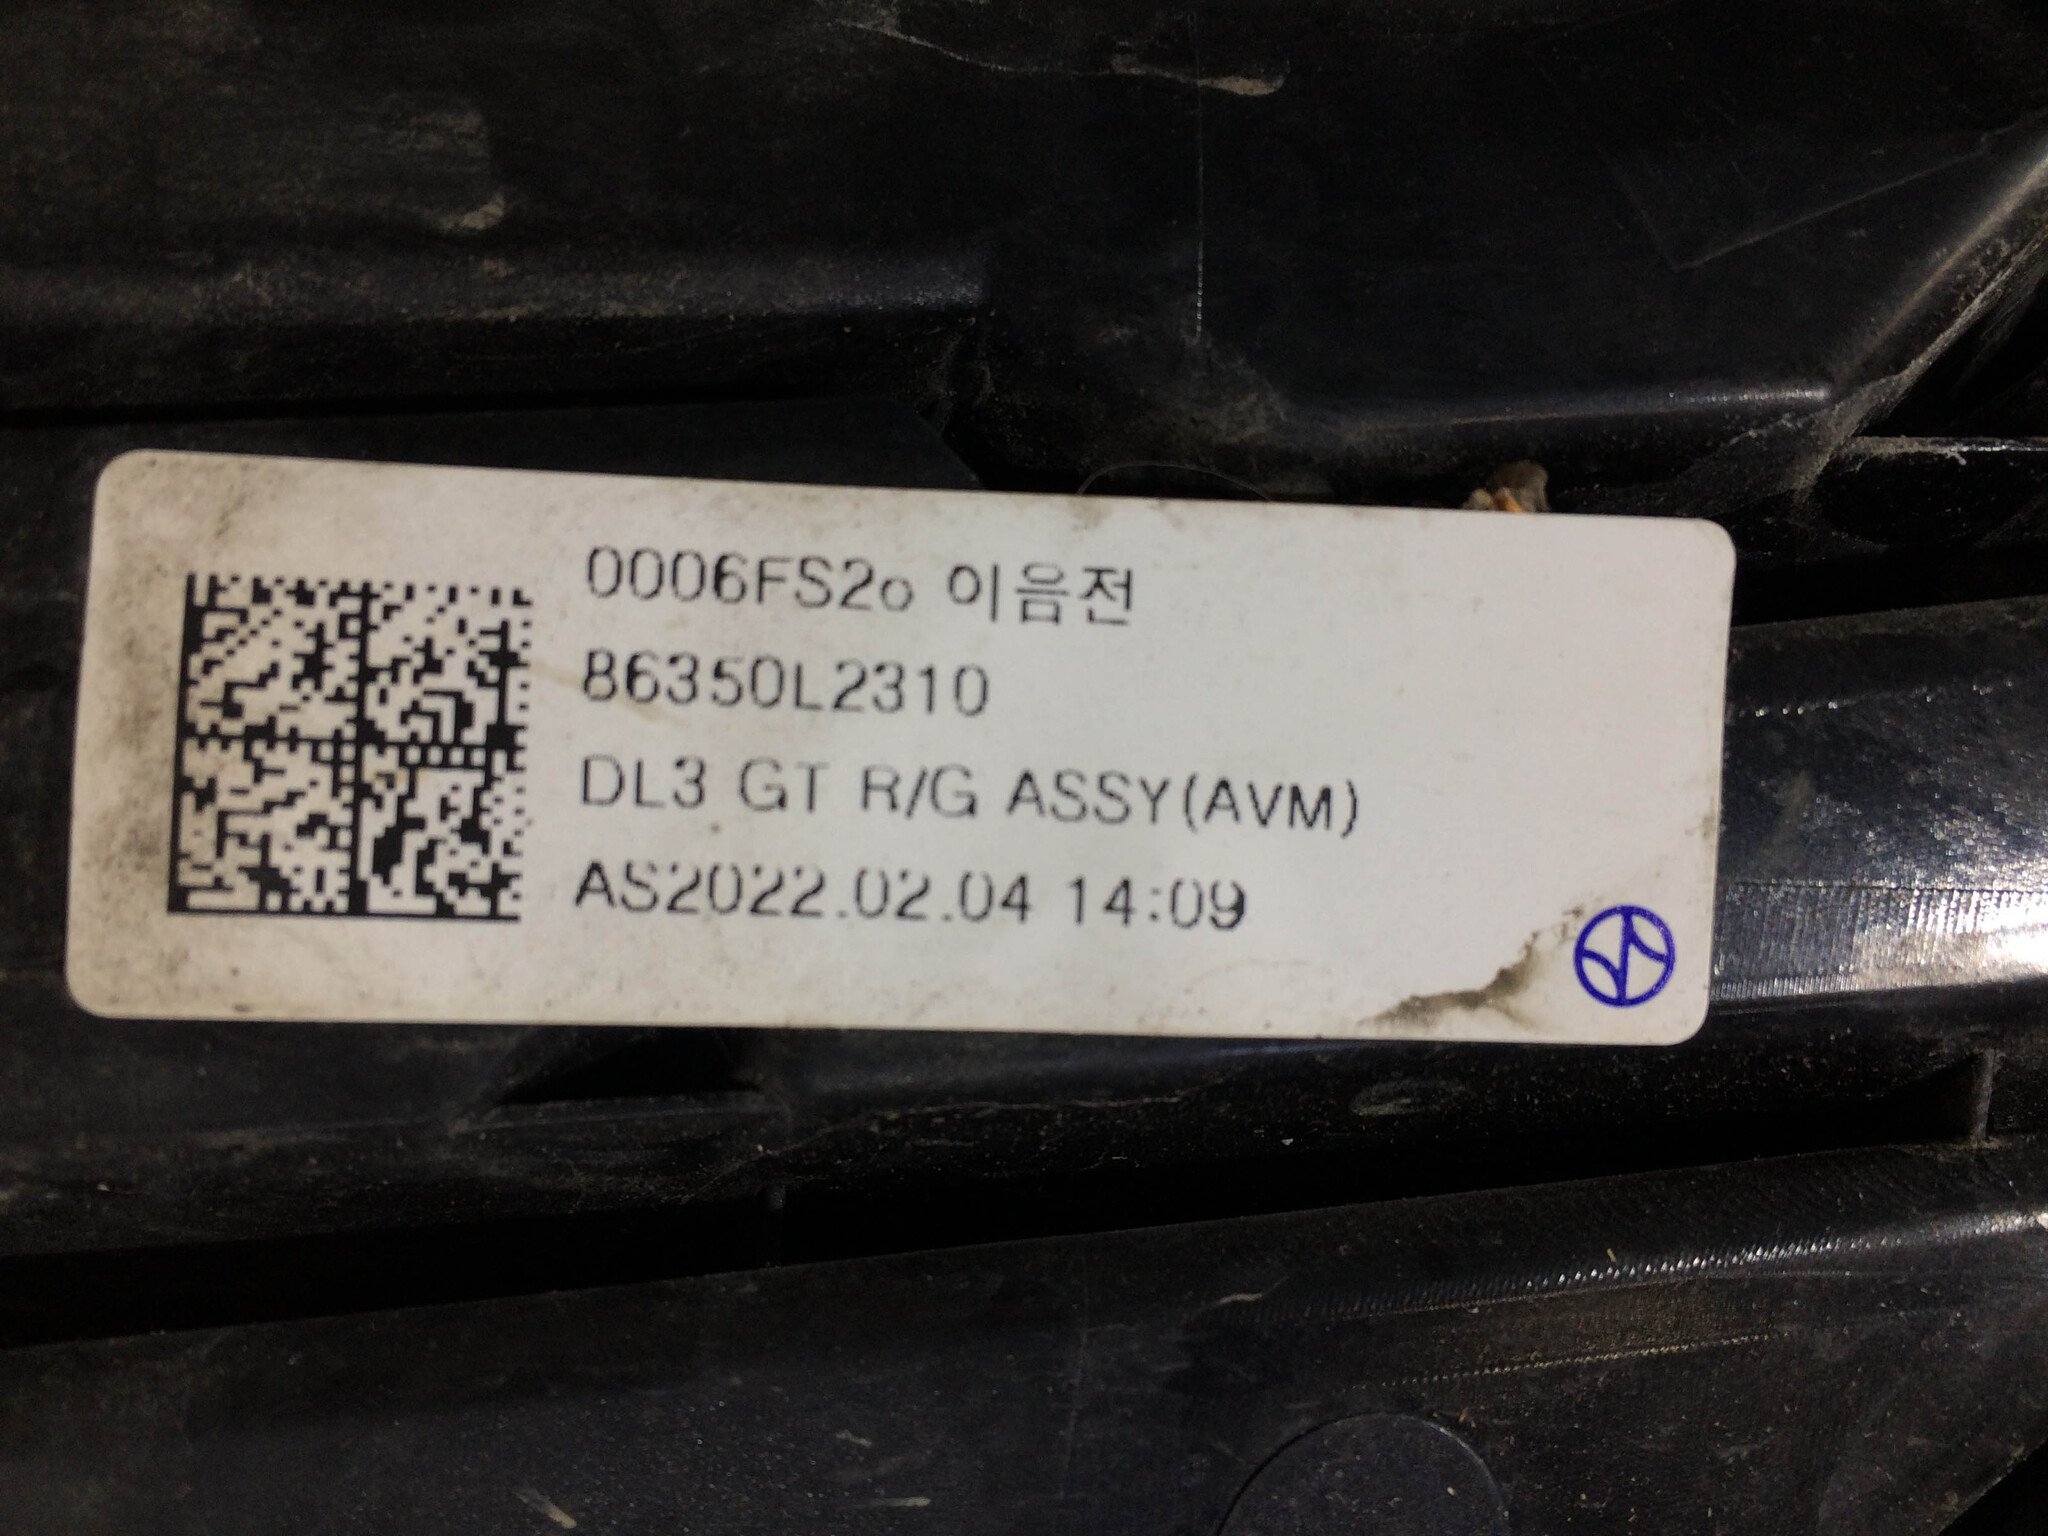 0006FS2o 이음전
86350L2310
DL3 GT R/G ASSY(AVM)
AS2022.02.04 14:09